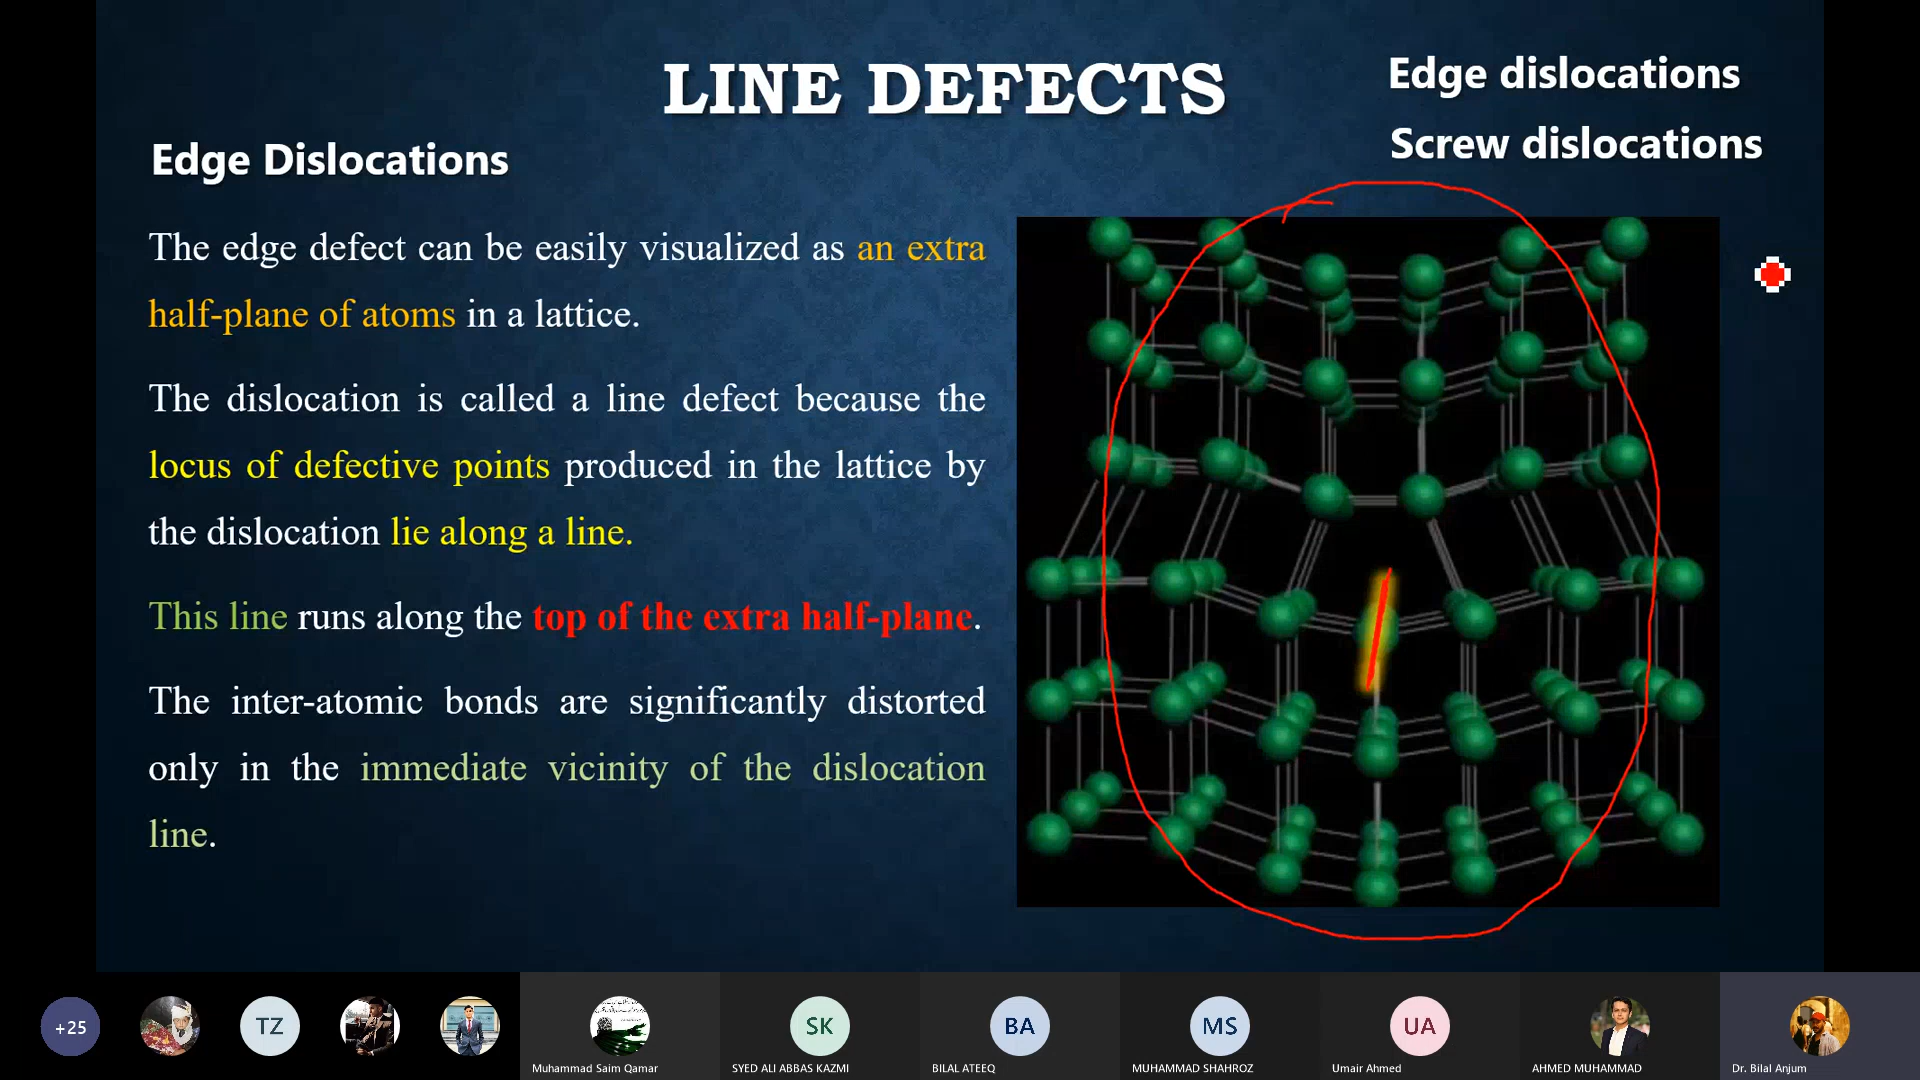 LINE DEFECTS
Edge dislocations
Screw dislocations
Edge Dislocations
The edge defect can be easily visualized as an extra
half-plane of atoms in a lattice.
The dislocation is called a line defect because the
locus of defective points produced in the lattice by
the dislocation lie along a line.
This line runs along the top of the extra half-plane.
The inter-atomic bonds are significantly distorted
only in the immediate vicinity of the dislocation
line.
+25
TZ
SK
BA
MS
UA
Muhammad Saim Qamar
SYED ALI ABBAS KAZMI
BILAL ATEEQ
MUHAMMAD SHAHROZ
Umair Ahmed
AHMED MUHAMMAD
Dr. Bilal Anjum